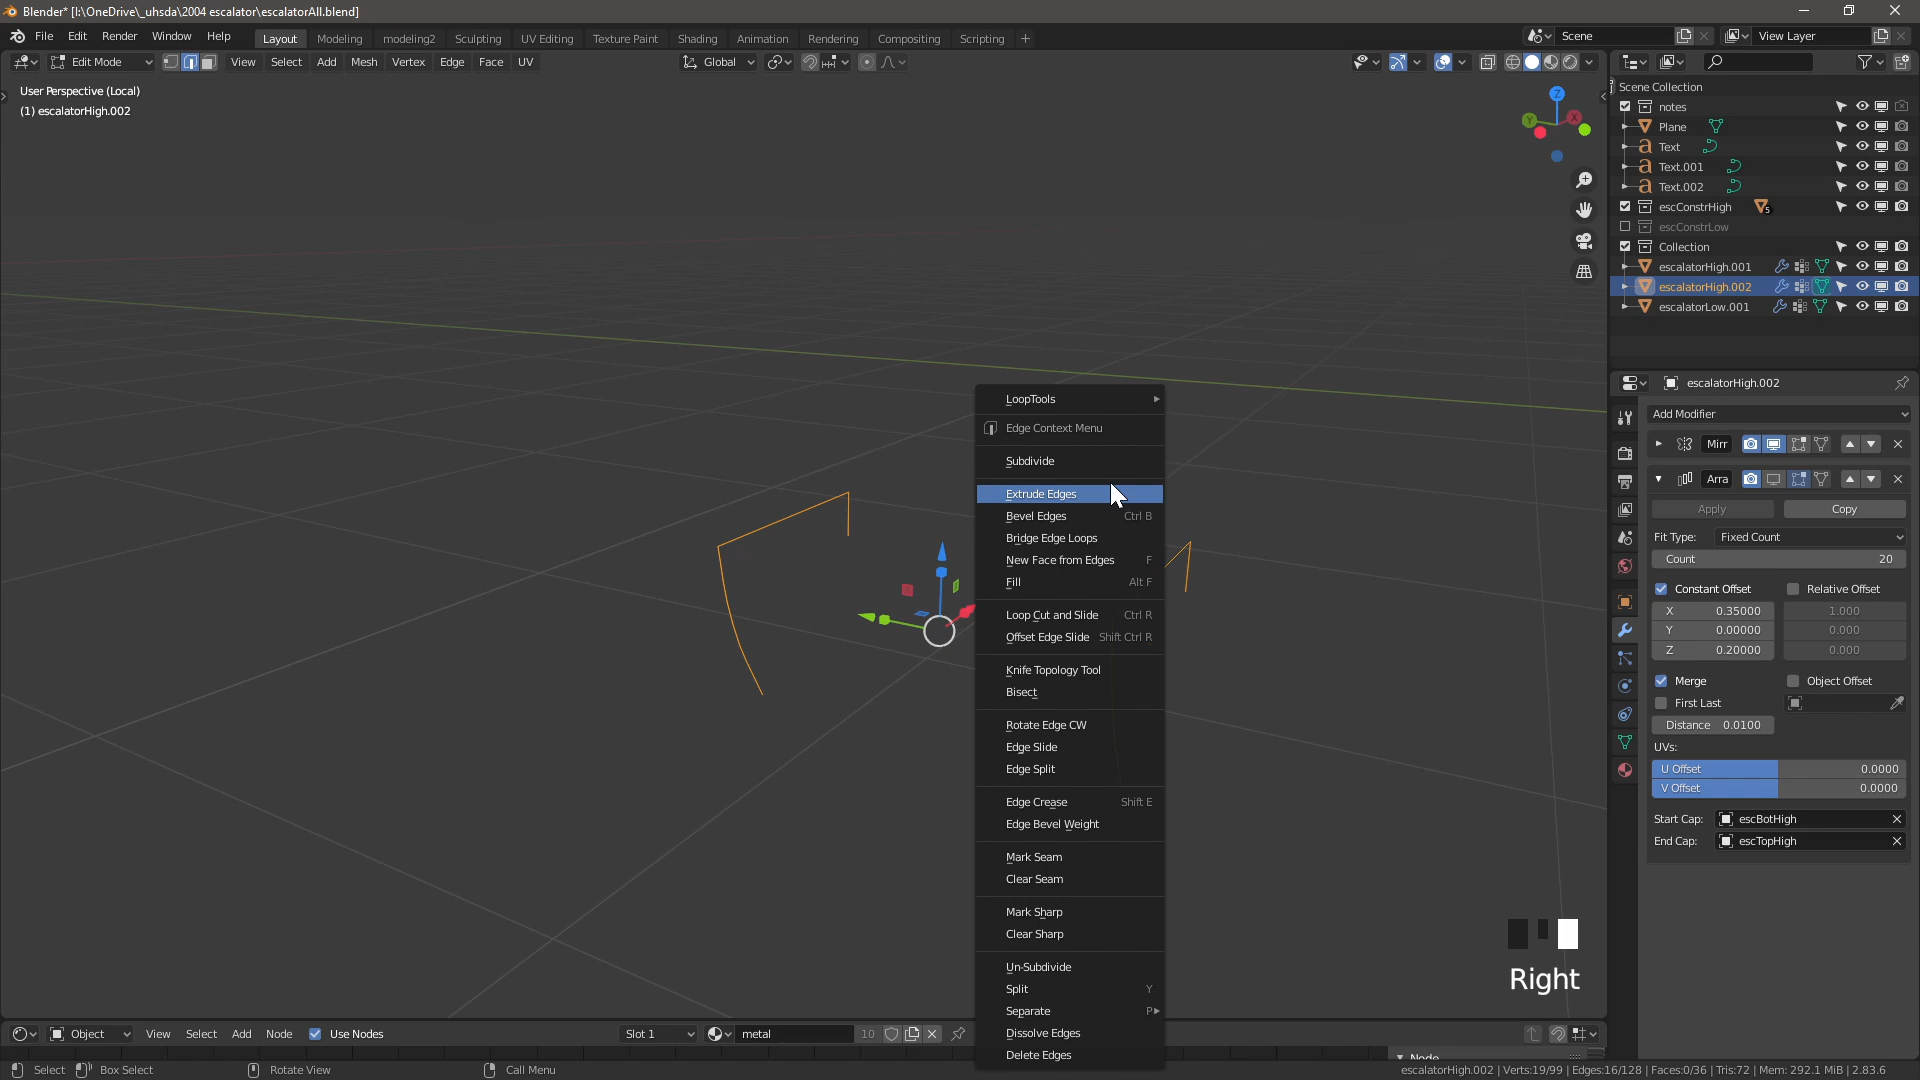 Blender* [I:\OneDrive\_uhsda\2004 escalator\escalatorAll.blend]
File Edit Render Window Help Layout Modeling modeling2 Sculpting UV Editing Texture Paint Shading Animation Rendering Compositing Scripting + Scene View Layer
Edit Mode View Select Add Mesh Vertex Edge Face UV Global
User Perspective (Local)
(1) escalatorHigh.002
Z
Y
X
Scene Collection
notes
Plane
Text
Text.001
Text.002
escConstrHigh 5
escConstrLow
Collection
escalatorHigh.001
escalatorHigh.002
escalatorLow.001
LoopTools
Edge Context Menu
Subdivide
Extrude Edges
Bevel Edges Ctrl B
Bridge Edge Loops
New Face from Edges F
Fill Alt F
Loop Cut and Slide Ctrl R
Offset Edge Slide Shift Ctrl R
Knife Topology Tool
Bisect
Rotate Edge CW
Edge Slide
Edge Split
Edge Crease Shift E
Edge Bevel Weight
Mark Seam
Clear Seam
Mark Sharp
Clear Sharp
Un-Subdivide
Split Y
Separate P
Dissolve Edges
Delete Edges
escalatorHigh.002
Add Modifier
Mirr
Arra
Apply Copy
Fit Type: Fixed Count
Count 20
Constant Offset Relative Offset
X 0.35000 1.000
Y 0.00000 0.000
Z 0.20000 0.000
Merge Object Offset
First Last
Distance 0.0100
UVs:
U Offset 0.0000
V Offset 0.0000
Start Cap: escBotHigh
End Cap: escTopHigh
Right
Object View Select Add Node Use Nodes Slot 1 metal 10
Node
Select Box Select Rotate View Call Menu escalatorHigh.002 | Verts:19/99 | Edges:16/128 | Faces:0/36 | Tris:72 | Mem: 292.1 MiB | 2.83.6